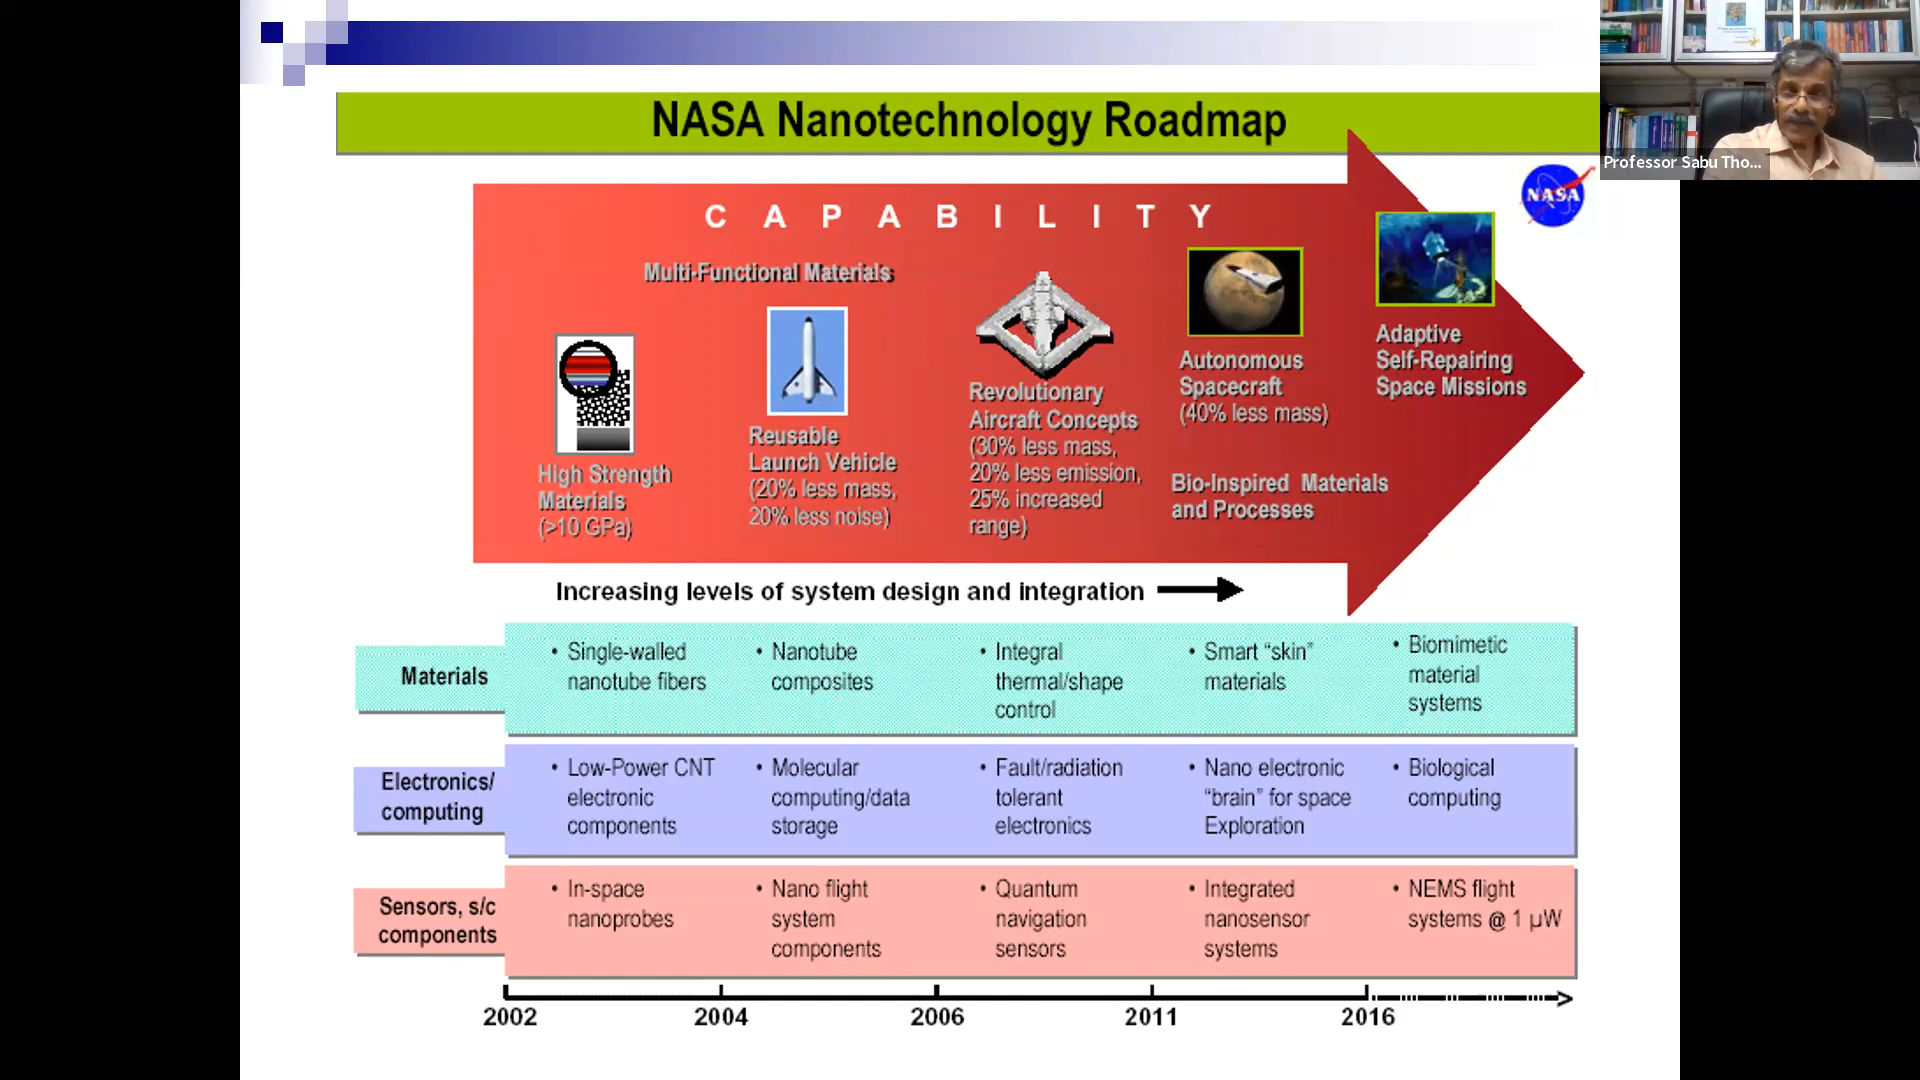 NASA Nanotechnology Roadmap
Professor Sabu Tho...
NASA
C A P A B I L I T Y
Multi-Functional Materials
High Strength
Materials
(>10 GPa)
Reusable
Launch Vehicle
(20% less mass,
20% less noise)
Revolutionary
Aircraft Concepts
(30% less mass,
20% less emission,
25% increased
range)
Autonomous
Spacecraft
(40% less mass)
Bio-Inspired Materials
and Processes
Adaptive
Self-Repairing
Space Missions
Increasing levels of system design and integration
Materials
• Single-walled
nanotube fibers
• Nanotube
composites
• Integral
thermal/shape
control
• Smart “skin”
materials
• Biomimetic
material
systems
Electronics/
computing
• Low-Power CNT
electronic
components
• Molecular
computing/data
storage
• Fault/radiation
tolerant
electronics
• Nano electronic
“brain” for space
Exploration
• Biological
computing
Sensors, s/c
components
• In-space
nanoprobes
• Nano flight
system
components
• Quantum
navigation
sensors
• Integrated
nanosensor
systems
• NEMS flight
systems @ 1 µW
2002 2004 2006 2011 2016